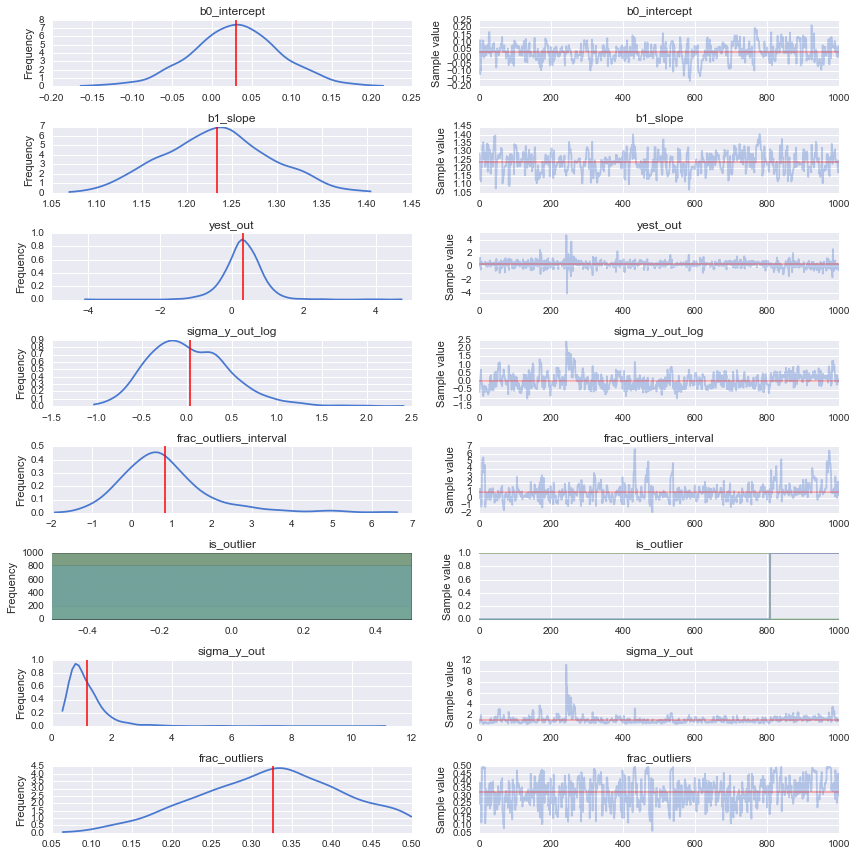 b0_intercept
b0_intercept
Frequency
8
7
6
5
4
3
2
1
0
−0.20 −0.15 −0.10 −0.05 0.00 0.05 0.10 0.15 0.20 0.25
Sample value
0.25
0.20
0.15
0.10
0.05
0.00
−0.05
−0.10
−0.15
−0.20
0 200 400 600 800 1000
b1_slope
b1_slope
Frequency
7
6
5
4
3
2
1
0
1.05 1.10 1.15 1.20 1.25 1.30 1.35 1.40 1.45
Sample value
1.45
1.40
1.35
1.30
1.25
1.20
1.15
1.10
1.05
0 200 400 600 800 1000
yest_out
yest_out
Frequency
1.0
0.8
0.6
0.4
0.2
0.0
−4 −2 0 2 4
Sample value
4
2
0
−2
−4
0 200 400 600 800 1000
sigma_y_out_log
sigma_y_out_log
Frequency
0.9
0.8
0.7
0.6
0.5
0.4
0.3
0.2
0.1
0.0
−1.5 −1.0 −0.5 0.0 0.5 1.0 1.5 2.0 2.5
Sample value
2.5
2.0
1.5
1.0
0.5
0.0
−0.5
−1.0
−1.5
0 200 400 600 800 1000
frac_outliers_interval
frac_outliers_interval
Frequency
0.5
0.4
0.3
0.2
0.1
0.0
−2 −1 0 1 2 3 4 5 6 7
Sample value
7
6
5
4
3
2
1
0
−1
−2
0 200 400 600 800 1000
is_outlier
is_outlier
Frequency
1000
800
600
400
200
0
−0.4 −0.2 0.0 0.2 0.4
Sample value
1.0
0.8
0.6
0.4
0.2
0.0
0 200 400 600 800 1000
sigma_y_out
sigma_y_out
Frequency
1.0
0.8
0.6
0.4
0.2
0.0
0 2 4 6 8 10 12
Sample value
12
10
8
6
4
2
0
0 200 400 600 800 1000
frac_outliers
frac_outliers
Frequency
4.5
4.0
3.5
3.0
2.5
2.0
1.5
1.0
0.5
0.0
0.05 0.10 0.15 0.20 0.25 0.30 0.35 0.40 0.45 0.50
Sample value
0.50
0.45
0.40
0.35
0.30
0.25
0.20
0.15
0.10
0.05
0 200 400 600 800 1000